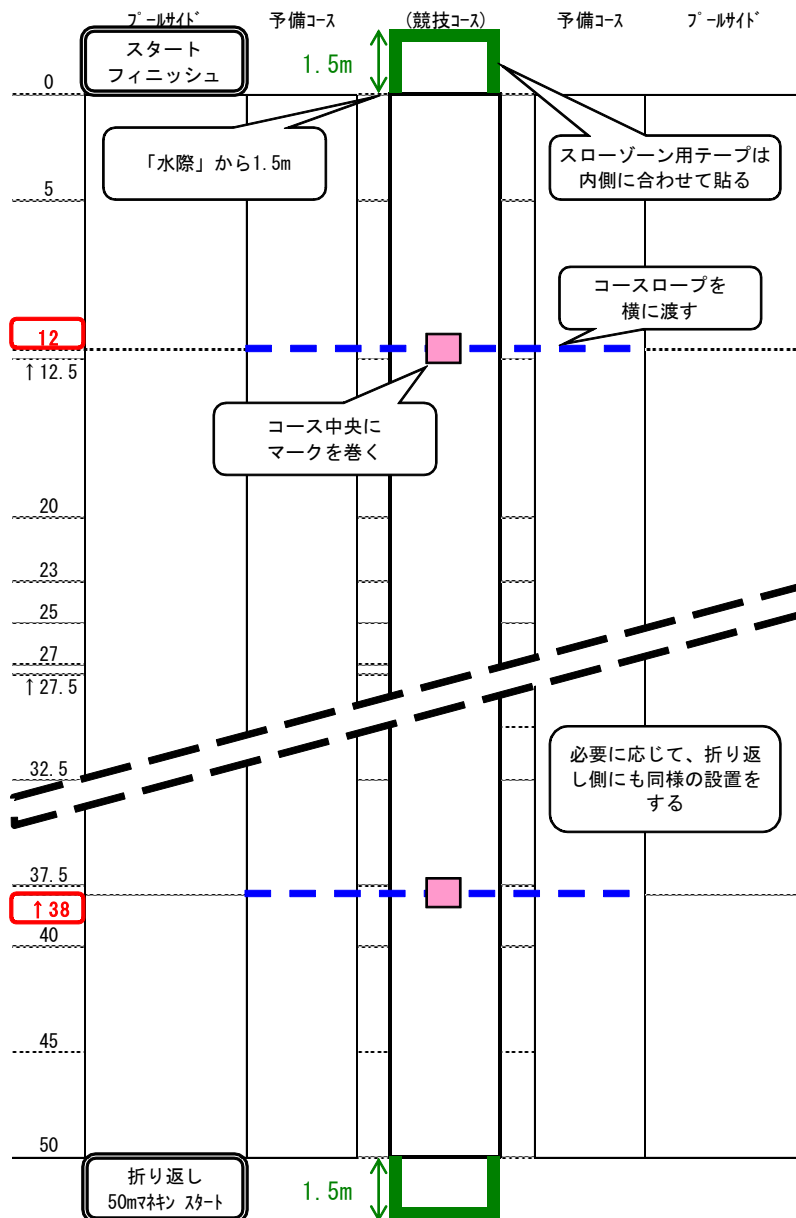 ﾌﾟｰﾙｻｲﾄﾞ 予備ｺｰｽ (競技ｺｰｽ) 予備ｺｰｽ ﾌﾟｰﾙｻｲﾄﾞ
スタート
フィニッシュ
1.5m
0
「水際」から1.5m
スローゾーン用テープは
内側に合わせて貼る
5
コースロープを
横に渡す
12
↑12.5
コース中央に
マークを巻く
20
23
25
27
↑27.5
必要に応じて、折り返
し側にも同様の設置を
する
32.5
37.5
↑38
40
45
50
折り返し
50mﾏﾈｷﾝ ｽﾀｰﾄ
1.5m